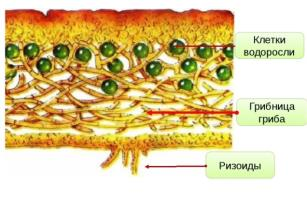 Клетки
водоросли
Грибница
гриба
Ризоиды